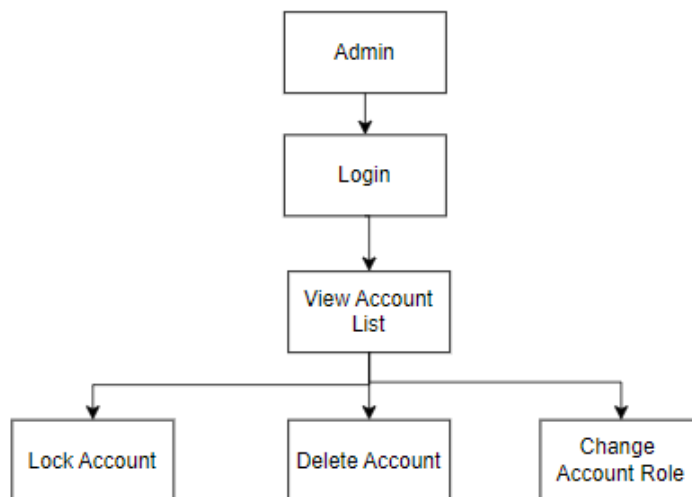 Admin
Login
View Account
List
Lock Account
Delete Account
Change
Account Role